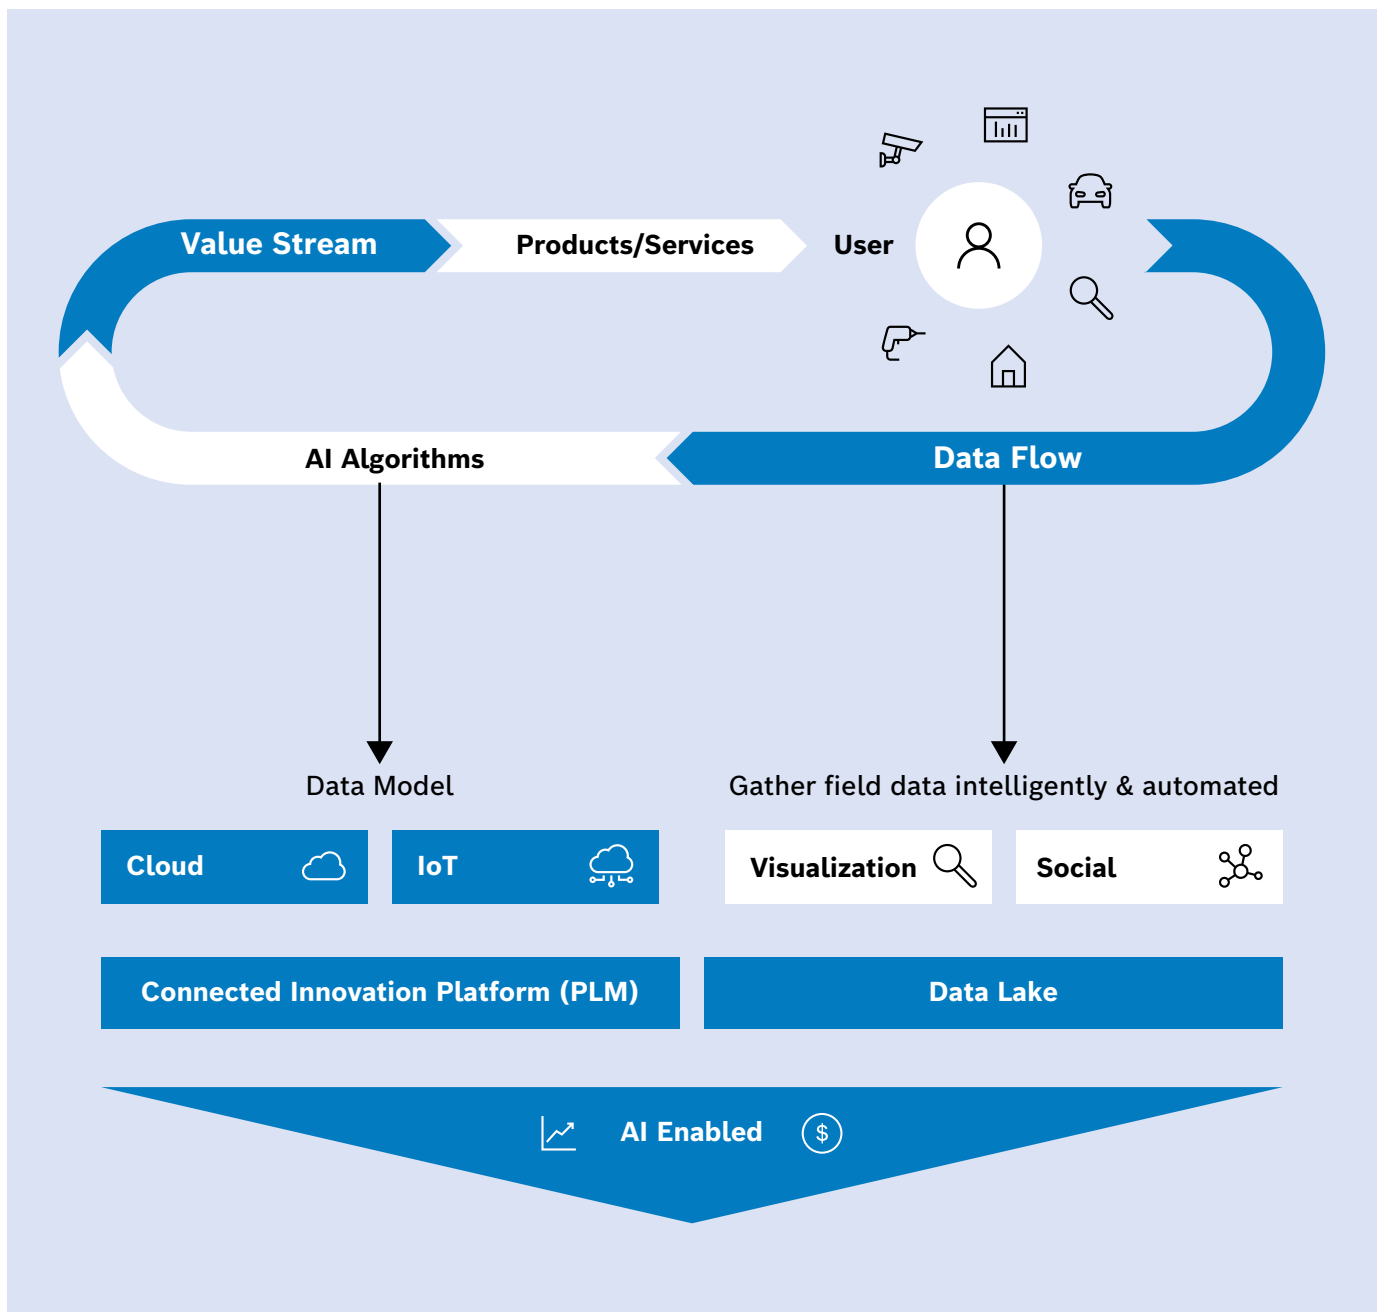 Value Stream
Products/Services
User
AI Algorithms
Data Flow
Data Model
Gather field data intelligently & automated
Cloud
IoT
Visualization
Social
Connected Innovation Platform (PLM)
Data Lake
AI Enabled
$